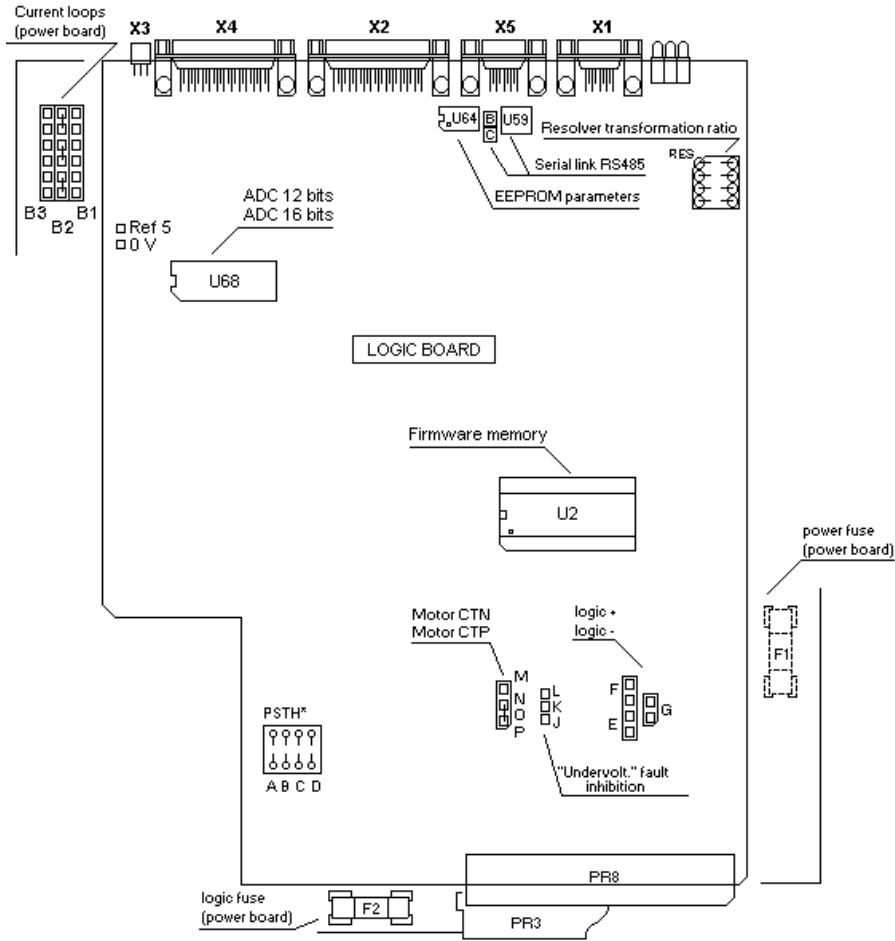 Current loops
(power board)
X3
X4
X2
X5
X1
U64
B
C
U59
Resolver transformation ratio
RES
Serial link RS485
EEPROM parameters
B3
B2
B1
Ref 5
0 V
ADC 12 bits
ADC 16 bits
U68
LOGIC BOARD
Firmware memory
U2
power fuse
(power board)
F1
Motor CTN
Motor CTP
logic +
logic -
M
N
O
P
L
K
J
F
E
G
"Undervolt." fault
inhibition
PSTH*
A B C D
PR8
logic fuse
(power board)
F2
PR3